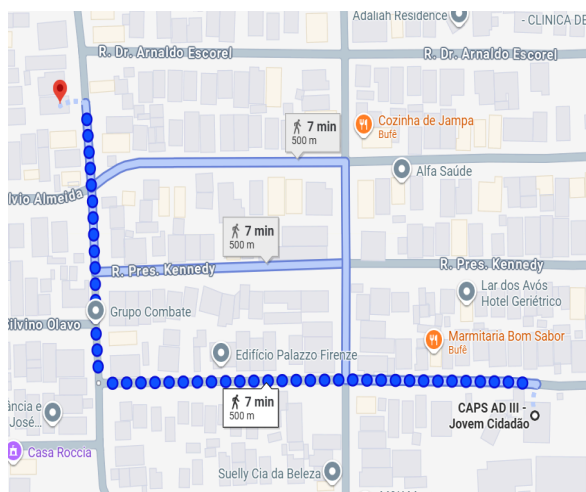 Adaliah Residence
- CLINICA DE
R. Dr. Arnaldo Escorel
R. Dr. Arnaldo Escorel
7 min
500 m
Cozinha de Jampa
Bufê
Alfa Saúde
lvio Almeida
7 min
500 m
R. Pres. Kennedy
R. Pres. Kennedy
Lar dos Avós
Hotel Geriétrico
Grupo Combate
Silvino Olavo
Marmitaria Bom Sabor
Bufê
Edifício Palazzo Firenze
7 min
500 m
CAPS AD III -
Jovem Cidadão
ância e
José...
Casa Roccia
Suelly Cia da Beleza